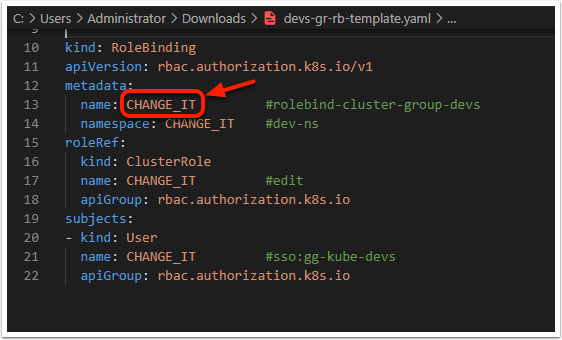 C: > Users > Administrator > Downloads > devs-gr-rb-template.yaml > ...
9
10 kind: RoleBinding
11 apiVersion: rbac.authorization.k8s.io/v1
12 metadata:
13   name: CHANGE_IT         #rolebind-cluster-group-devs
14   namespace: CHANGE_IT    #dev-ns
15 roleRef:
16   kind: ClusterRole
17   name: CHANGE_IT         #edit
18   apiGroup: rbac.authorization.k8s.io
19 subjects:
20 - kind: User
21   name: CHANGE_IT         #sso:gg-kube-devs
22   apiGroup: rbac.authorization.k8s.io